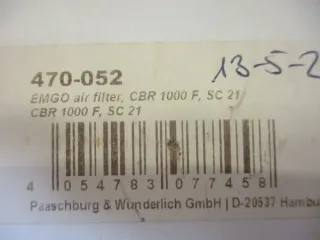 13-5-2
470-052
EMGO air filter, CBR 1000 F, SC 21
CBR 1000 F, SC 21
4 054783 077458
Paaschburg & Wunderlich GmbH | D-20537 Hambu